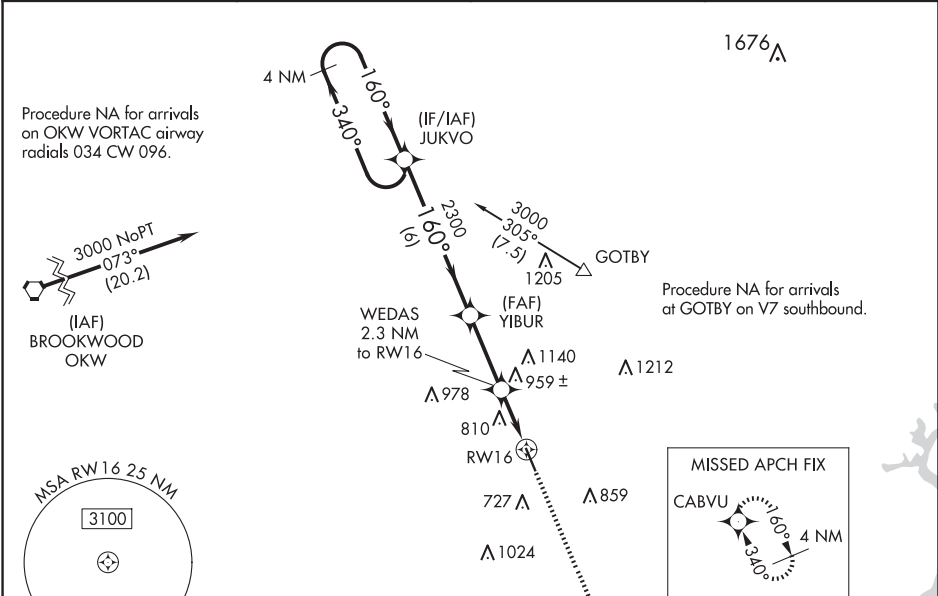 1676
4 NM
160°
340°
(IF/IAF)
JUKVO
Procedure NA for arrivals
on OKW VORTAC airway
radials 034 CW 096.
2300
160°
(6)
3000
305°
(7.5)
GOTBY
1205
3000 NoPT
073°
(20.2)
(IAF)
BROOKWOOD
OKW
Procedure NA for arrivals
at GOTBY on V7 southbound.
(FAF)
YIBUR
WEDAS
2.3 NM
to RW16
1140
959 ±
1212
978
810
RW16
MSA RW16 25 NM
3100
727
859
1024
MISSED APCH FIX
CABVU
160°
4 NM
340°